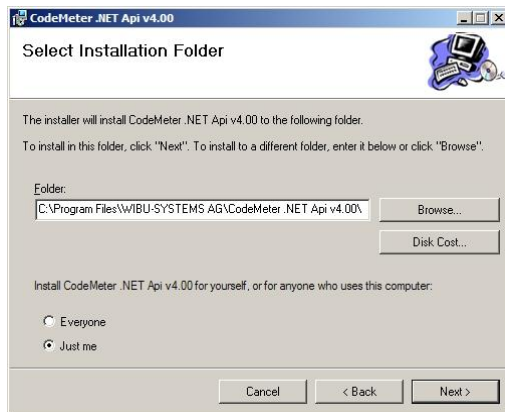 CodeMeter .NET Api v4.00
Select Installation Folder
The installer will install CodeMeter .NET Api v4.00 to the following folder.
To install in this folder, click "Next". To install to a different folder, enter it below or click "Browse".
Folder:
C:\Program Files\WIBU-SYSTEMS AG\CodeMeter .NET Api v4.00\
Browse...
Disk Cost...
Install CodeMeter .NET Api v4.00 for yourself, or for anyone who uses this computer:
Everyone
Just me
Cancel
< Back
Next >